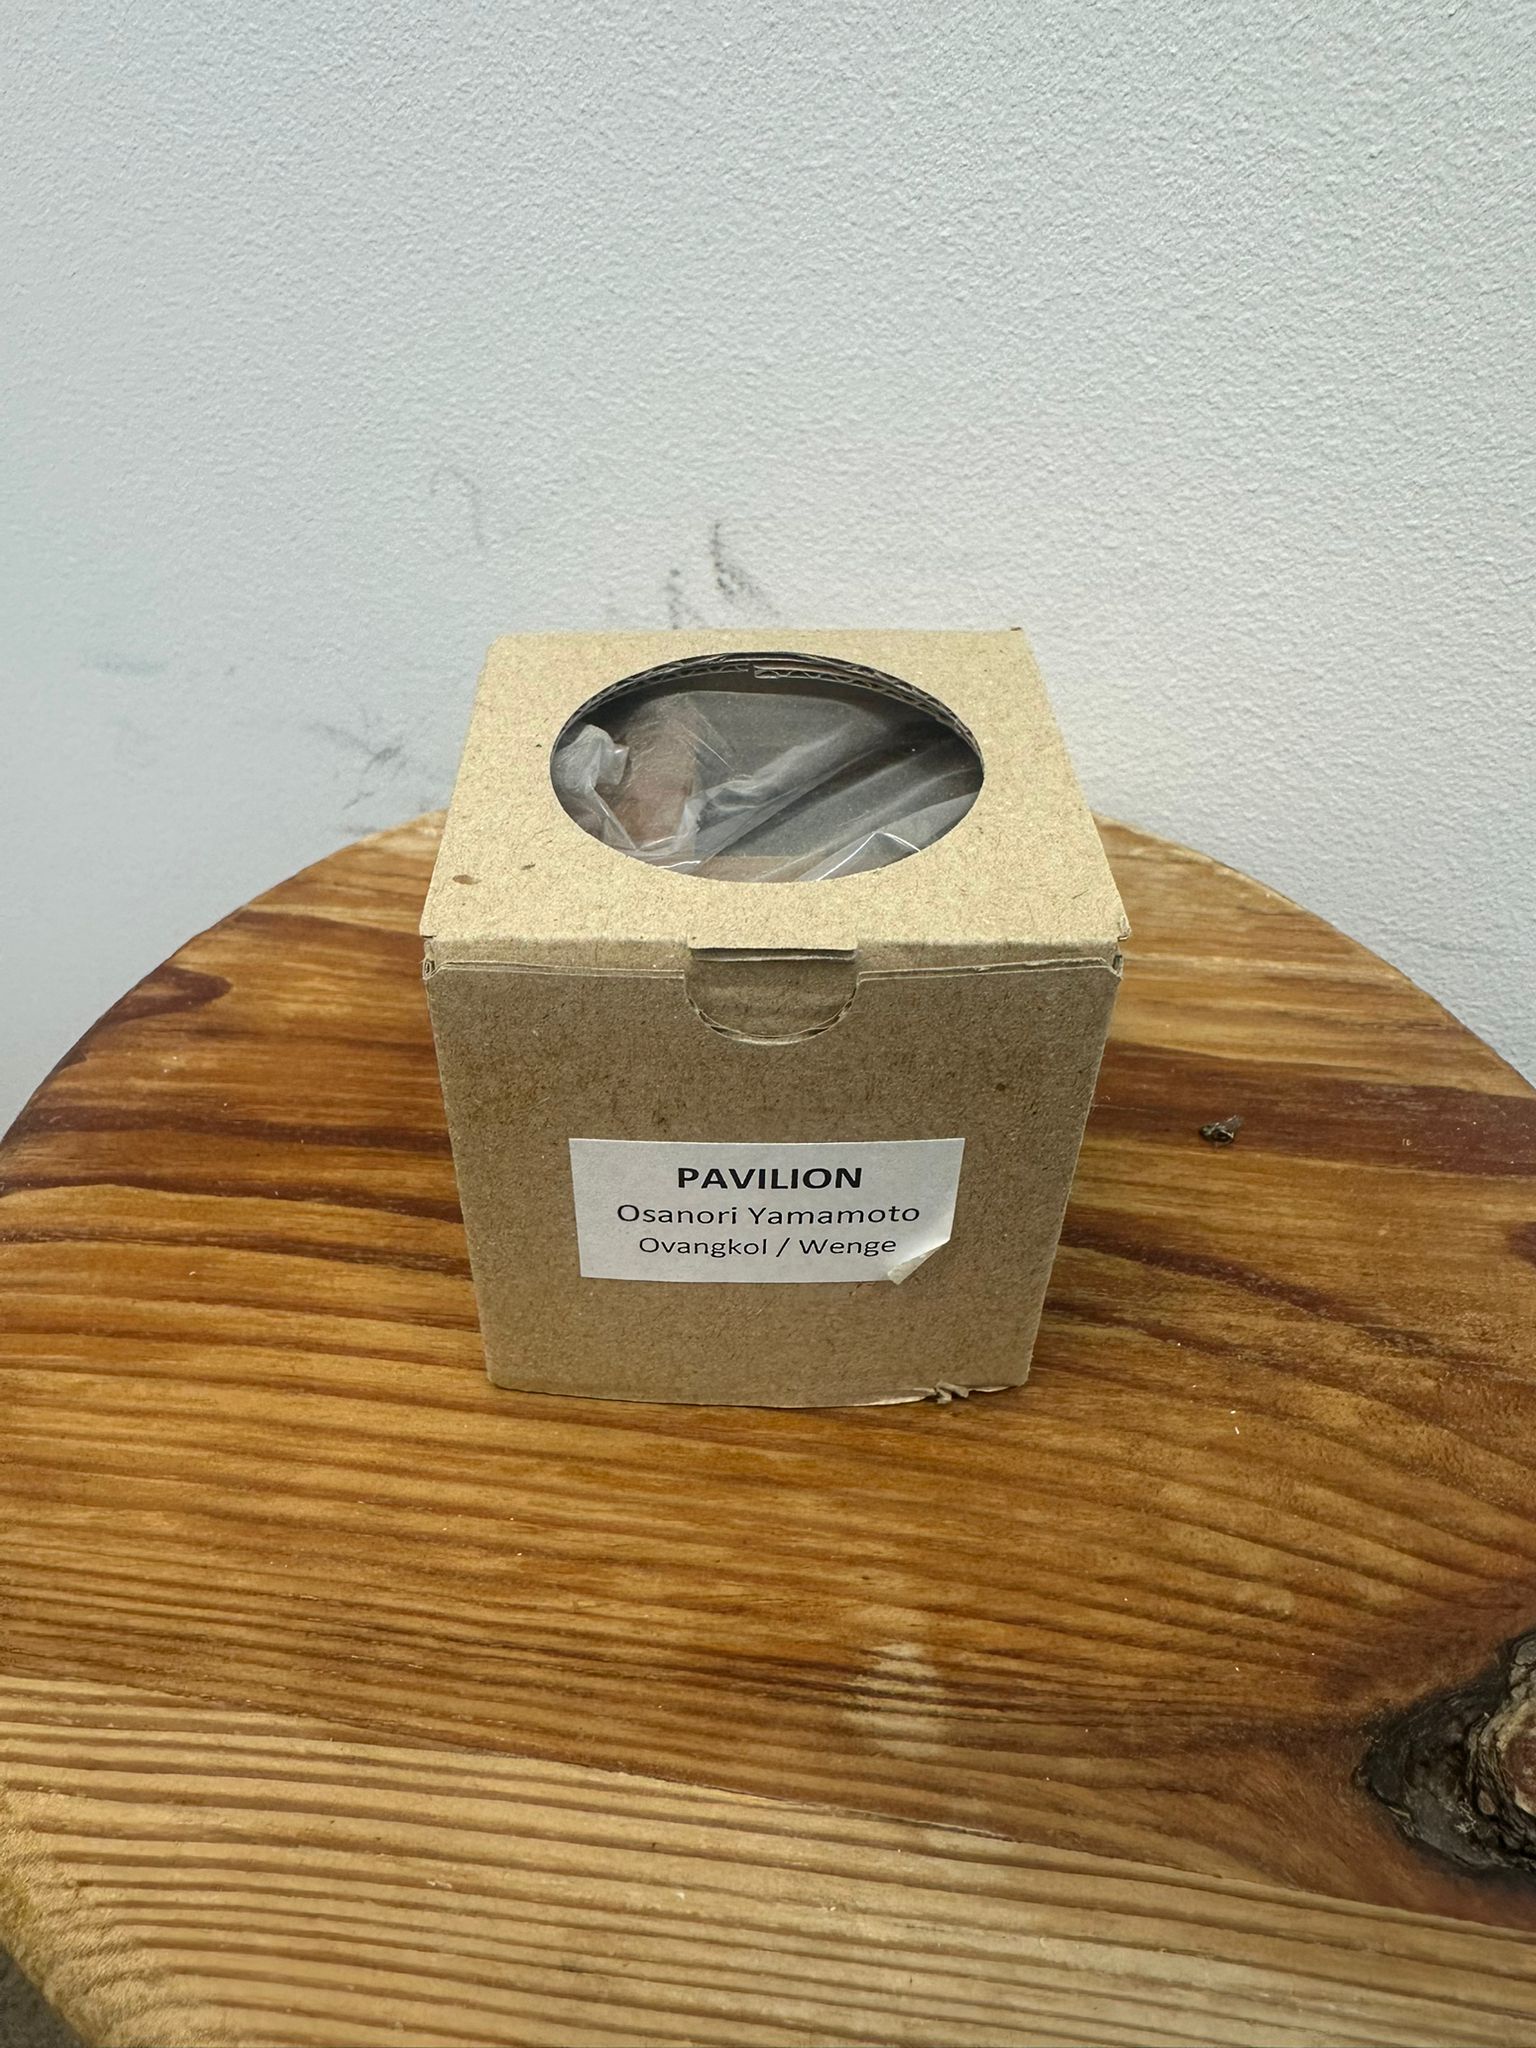 PAVILION
Osanori Yamamoto
Ovangkol / Wenge